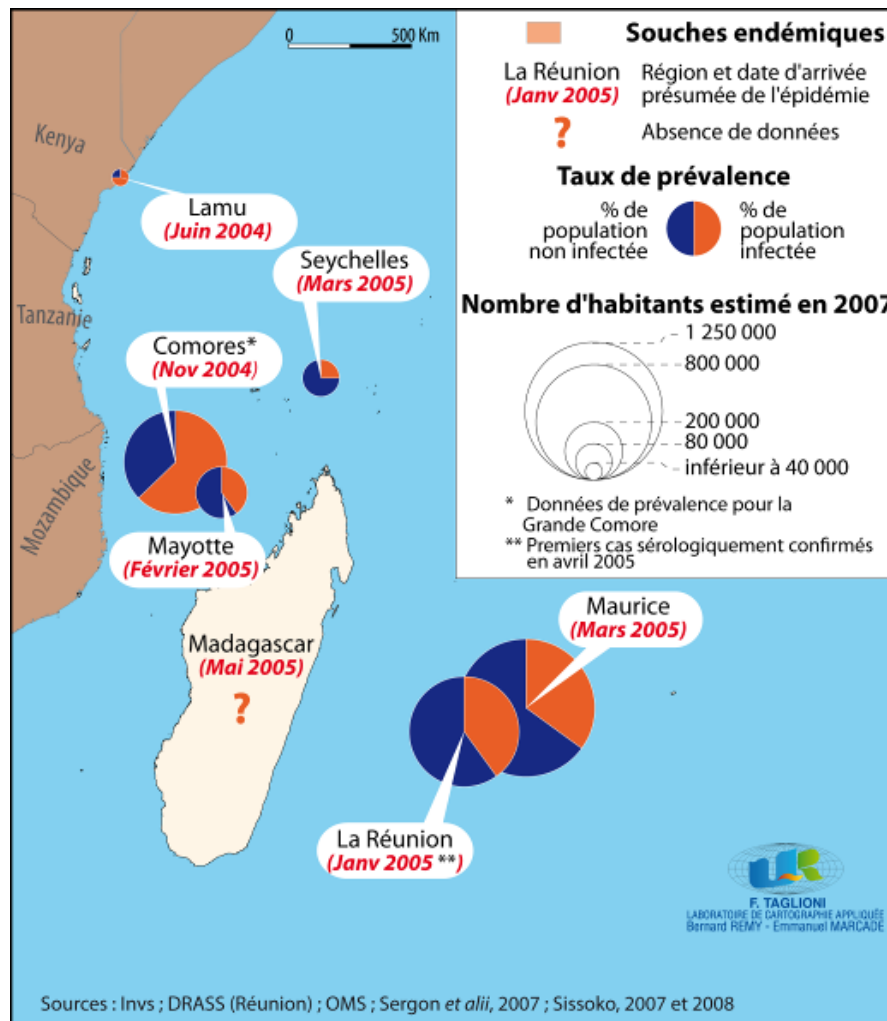 0 500 Km
Kenya
Lamu
(Juin 2004)
Seychelles
(Mars 2005)
Tanzanie
Comores*
(Nov 2004)
Mozambique
Mayotte
(Février 2005)
Madagascar
(Mai 2005)
?
Maurice
(Mars 2005)
La Réunion
(Janv 2005 **)
Souches endémiques
La Réunion
(Janv 2005)
Région et date d'arrivée
présumée de l'épidémie
?
Absence de données
Taux de prévalence
% de
population
non infectée
% de
population
infectée
Nombre d'habitants estimé en 2007
1 250 000
800 000
200 000
80 000
inférieur à 40 000
* Données de prévalence pour la
Grande Comore
** Premiers cas sérologiquement confirmés
en avril 2005
F. TAGLIONI
LABORATOIRE DE CARTOGRAPHIE APPLIQUÉE
Bernard REMY - Emmanuel MARCADE
Sources : Invs ; DRASS (Réunion) ; OMS ; Sergon et alii, 2007 ; Sissoko, 2007 et 2008